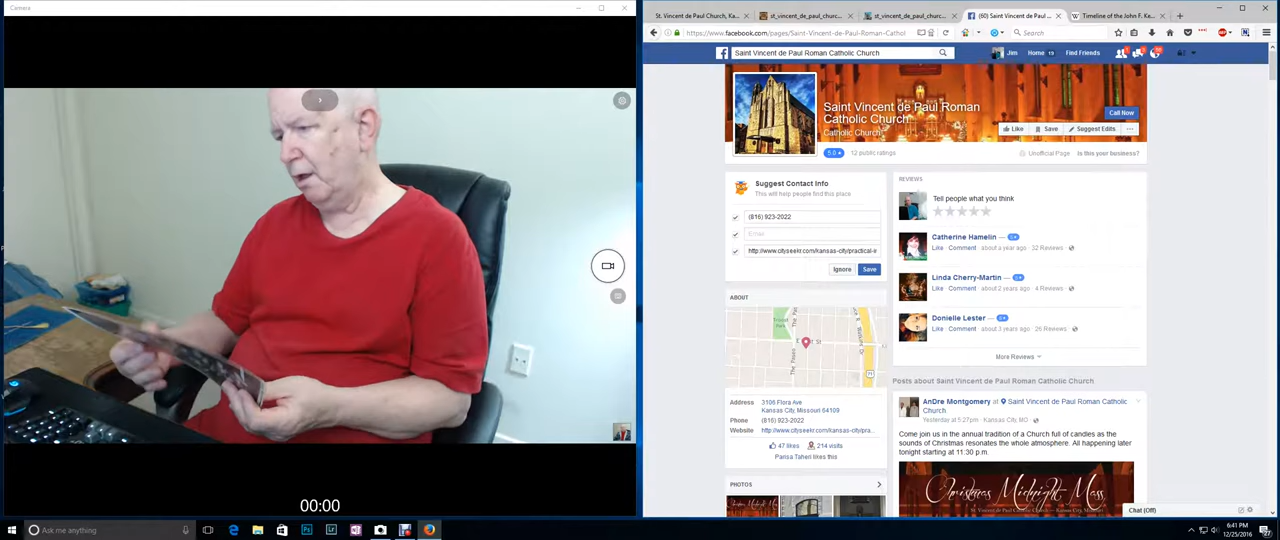 Camera
00:00
St. Vincent de Paul Church, Ka...
st_vincent_de_paul_churc...
st_vincent_de_paul_churc...
(60) Saint Vincent de Paul ...
Timeline of the John F. Ke...
https://www.facebook.com/pages/Saint-Vincent-de-Paul-Roman-Cathol
Search
Saint Vincent de Paul Roman Catholic Church
Jim
Home 15
Find Friends
Saint Vincent de Paul Roman
Catholic Church
Catholic Church
Call Now
Like
Save
Suggest Edits
5.0
12 public ratings
Unofficial Page
Is this your business?
Suggest Contact Info
This will help people find this place
(816) 923-2022
Email
http://www.cityseekr.com/kansas-city/practical-i
Ignore
Save
REVIEWS
Tell people what you think
Catherine Hamelin —
Like · Comment · about a year ago · 32 Reviews
Linda Cherry-Martin —
Like · Comment · about 2 years ago · 4 Reviews
Donielle Lester —
Like · Comment · about 3 years ago · 26 Reviews
More Reviews
ABOUT
The Paseo
71
Address 3106 Flora Ave
Kansas City, Missouri 64109
Phone (816) 923-2022
Website http://www.cityseekr.com/kansas-city/pra...
47 likes 214 visits
Parisa Taheri likes this
PHOTOS
Posts about Saint Vincent de Paul Roman Catholic Church
AnDre Montgomery at Saint Vincent de Paul Roman Catholic
Church
Yesterday at 5:27pm · Kansas City, MO
Come join us in the annual tradition of a Church full of candles as the
sounds of Christmas resonates the whole atmosphere. All happening later
tonight starting at 11:30 p.m.
Christmas Midnight Mass
Chat (Off)
Ask me anything
6:41 PM
12/25/2016